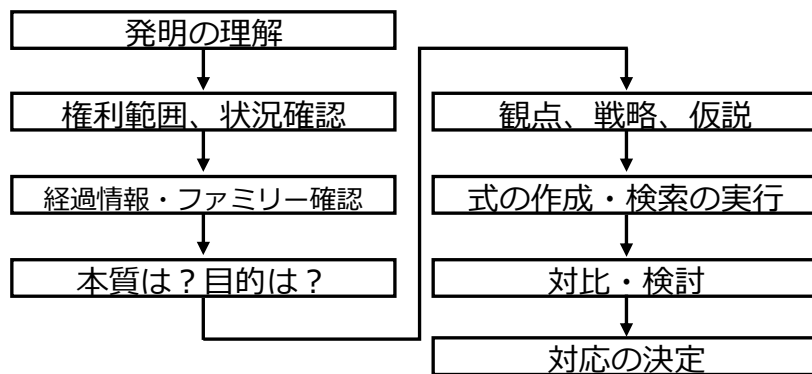 発明の理解
権利範囲、状況確認
経過情報・ファミリー確認
本質は？目的は？
観点、戦略、仮説
式の作成・検索の実行
対比・検討
対応の決定